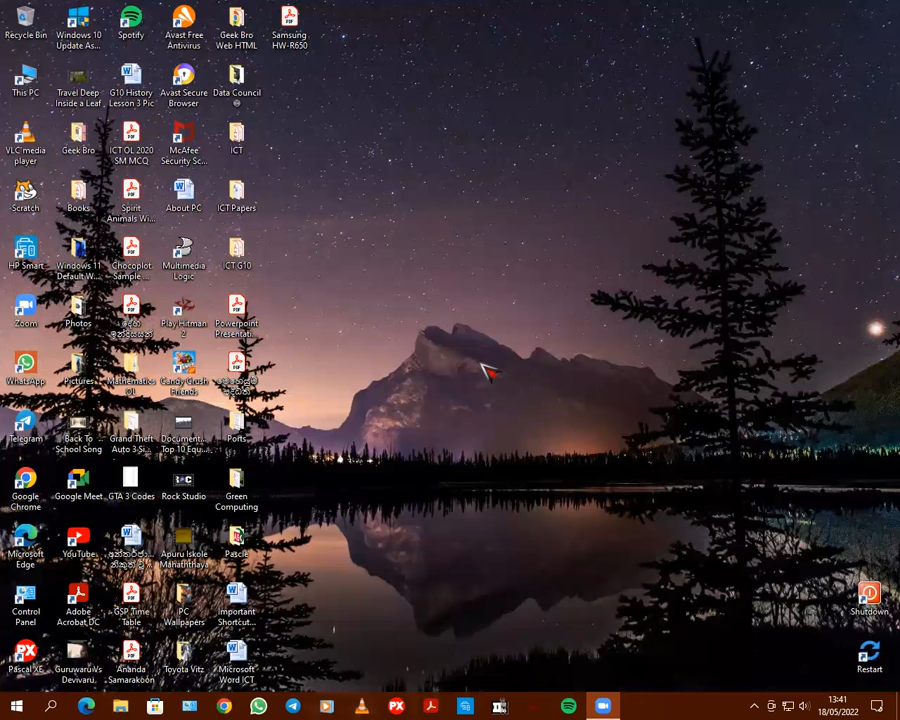 Recycle Bin
Windows 10
Update As...
Spotify
Avast Free
Antivirus
Geek Bro
Web HTML
Samsung
HW-R650
This PC
Travel Deep
Inside a Leaf
G10 History
Lesson 3 Pic
Avast Secure
Browser
Data Council
VLC media
player
Geek Bro
ICT OL 2020
SM MCQ
McAfee
Security Sc...
ICT
Scratch
Books
Spirit
Animals Wi...
About PC
ICT Papers
HP Smart
Windows 11
Default W...
Chocoplot
Sample ...
Multimedia
Logic
ICT G10
Zoom
Photos
Play Hitman
2
Powerpoint
Presentati...
WhatsApp
Pictures
Mathematics
OL
Candy Crush
Friends
Telegram
Back To
School Song
Grand Theft
Auto 3-Si...
Document...
Top 10 Equ...
Ports
Google
Chrome
Google Meet
GTA 3 Codes
Rock Studio
Green
Computing
Microsoft
Edge
YouTube
Apuru Iskole
Mahaththaya
Pascle
Control
Panel
Adobe
Acrobat DC
GSP Time
Table
PC
Wallpapers
Important
Shortcut...
Shutdown
Pascal XE
Guruwaru Vs
Devivaru
Ananda
Samarakoon
Toyota Vitz
Microsoft
Word ICT
Restart
13:41
18/05/2022